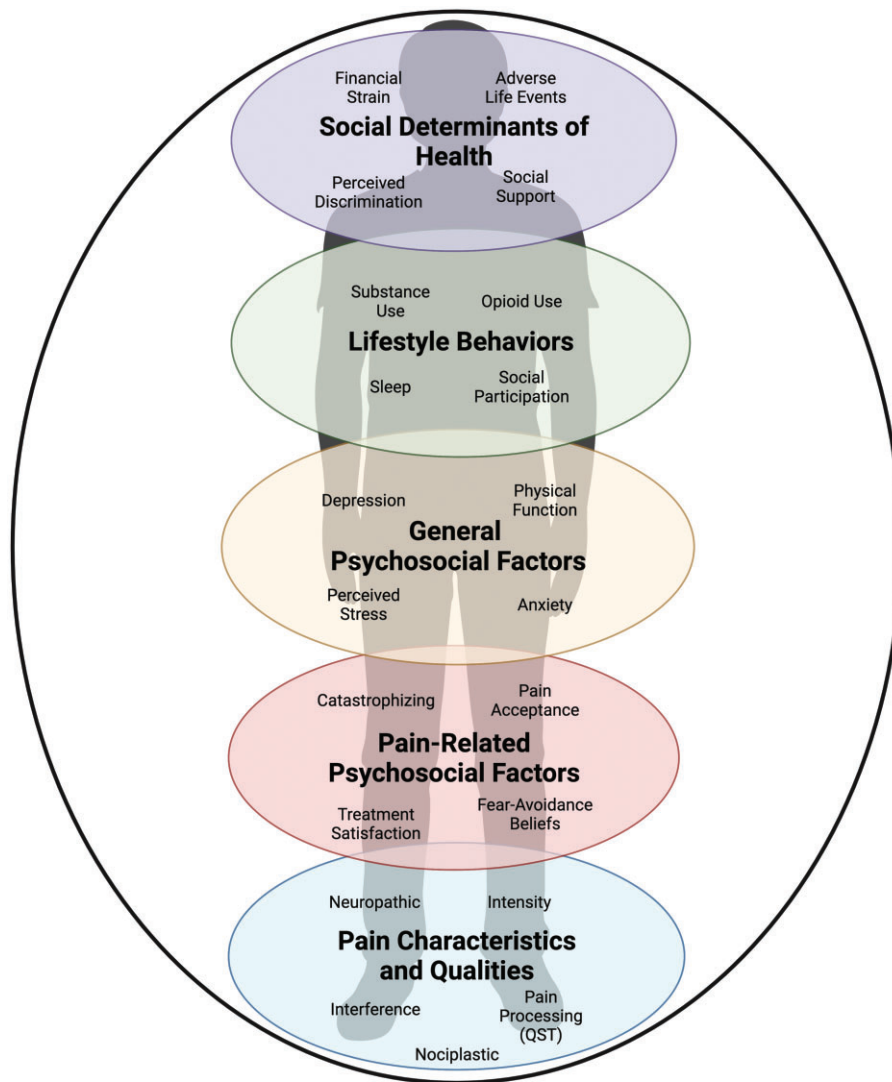 Financial
Strain
Adverse
Life Events
Social Determinants of
Health
Perceived
Discrimination
Social
Support
Substance
Use
Opioid Use
Lifestyle Behaviors
Sleep
Social
Participation
Depression
Physical
Function
General
Psychosocial Factors
Perceived
Stress
Anxiety
Catastrophizing
Pain
Acceptance
Pain-Related
Psychosocial Factors
Treatment
Satisfaction
Fear-Avoidance
Beliefs
Neuropathic
Intensity
Pain Characteristics
and Qualities
Interference
Pain
Processing
(QST)
Nociplastic